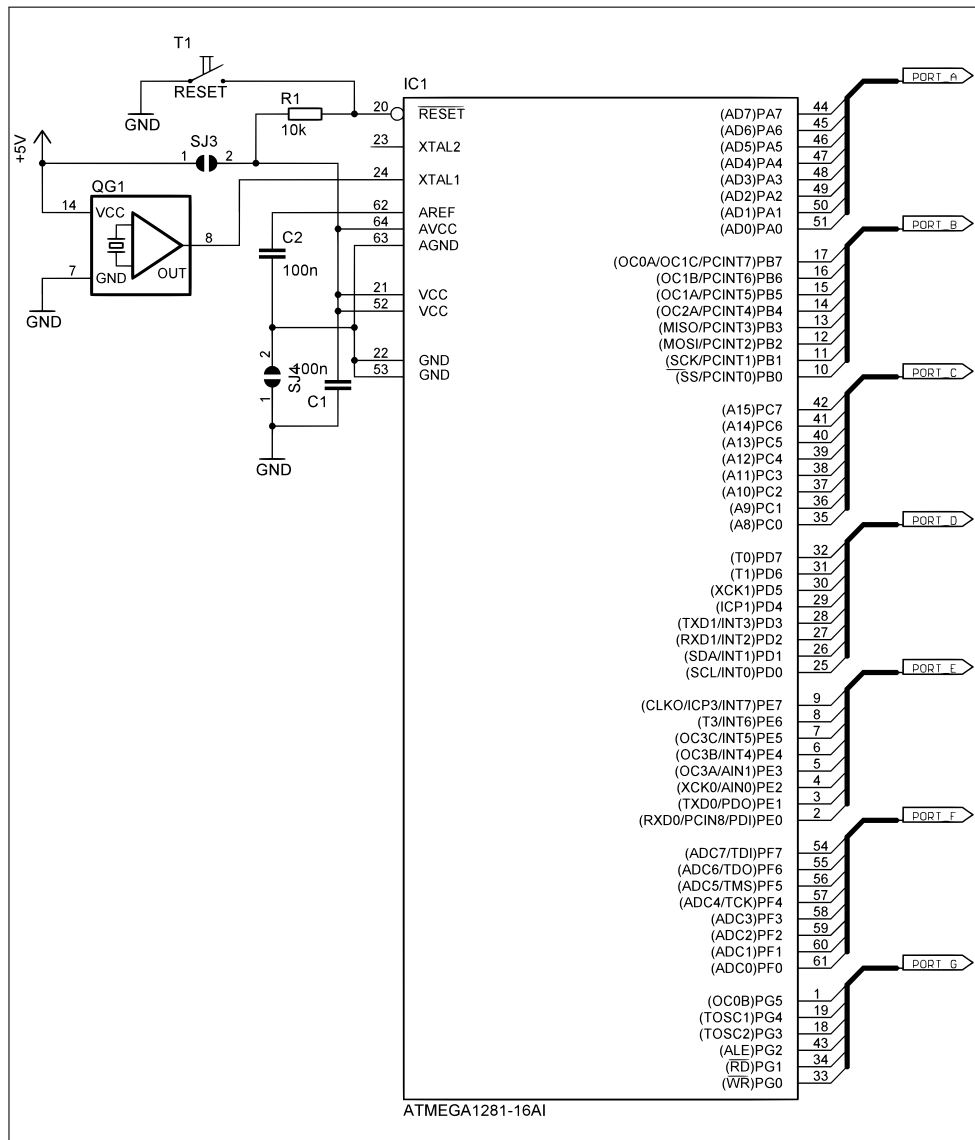 T1
RESET
GND
R1
10k
+5V
SJ3
1
2
QG1
14
VCC
7
GND
OUT
8
GND
C2
100n
2
SJ4
1
100n
C1
GND
IC1
20 RESET
23 XTAL2
24 XTAL1
62 AREF
64 AVCC
63 AGND
21 VCC
52 VCC
22 GND
53 GND
(AD7)PA7 44
(AD6)PA6 45
(AD5)PA5 46
(AD4)PA4 47
(AD3)PA3 48
(AD2)PA2 49
(AD1)PA1 50
(AD0)PA0 51
PORT_A
(OC0A/OC1C/PCINT7)PB7 17
(OC1B/PCINT6)PB6 16
(OC1A/PCINT5)PB5 15
(OC2A/PCINT4)PB4 14
(MISO/PCINT3)PB3 13
(MOSI/PCINT2)PB2 12
(SCK/PCINT1)PB1 11
(SS/PCINT0)PB0 10
PORT_B
(A15)PC7 42
(A14)PC6 41
(A13)PC5 40
(A12)PC4 39
(A11)PC3 38
(A10)PC2 37
(A9)PC1 36
(A8)PC0 35
PORT_C
(T0)PD7 32
(T1)PD6 31
(XCK1)PD5 30
(ICP1)PD4 29
(TXD1/INT3)PD3 28
(RXD1/INT2)PD2 27
(SDA/INT1)PD1 26
(SCL/INT0)PD0 25
PORT_D
(CLKO/ICP3/INT7)PE7 9
(T3/INT6)PE6 8
(OC3C/INT5)PE5 7
(OC3B/INT4)PE4 6
(OC3A/AIN1)PE3 5
(XCK0/AIN0)PE2 4
(TXD0/PDO)PE1 3
(RXD0/PCIN8/PDI)PE0 2
PORT_E
(ADC7/TDI)PF7 54
(ADC6/TDO)PF6 55
(ADC5/TMS)PF5 56
(ADC4/TCK)PF4 57
(ADC3)PF3 58
(ADC2)PF2 59
(ADC1)PF1 60
(ADC0)PF0 61
PORT_F
(OC0B)PG5 1
(TOSC1)PG4 19
(TOSC2)PG3 18
(ALE)PG2 43
(RD)PG1 34
(WR)PG0 33
PORT_G
ATMEGA1281-16AI